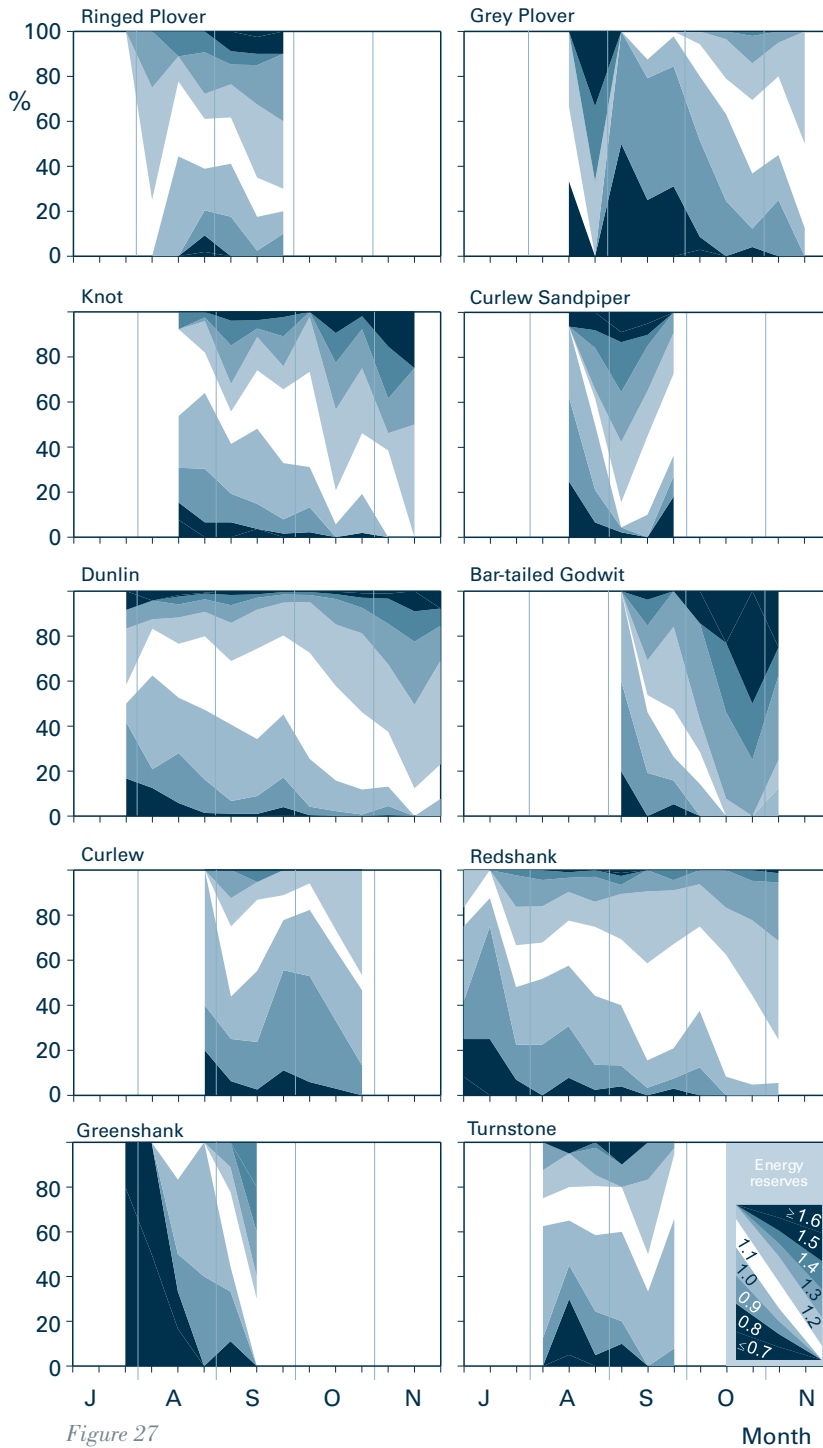 Ringed Plover
Grey Plover
100
80
%
60
40
20
0
Knot
Curlew Sandpiper
80
60
40
20
0
Dunlin
Bar-tailed Godwit
80
60
40
20
0
Curlew
Redshank
80
60
40
20
0
Greenshank
Turnstone
80
60
40
20
0
Energy
reserves
≥1.6
1.5
1.4
1.3
1.2
1.1
1.0
0.9
0.8
≤0.7
J A S O N J A S O N
Figure 27
Month